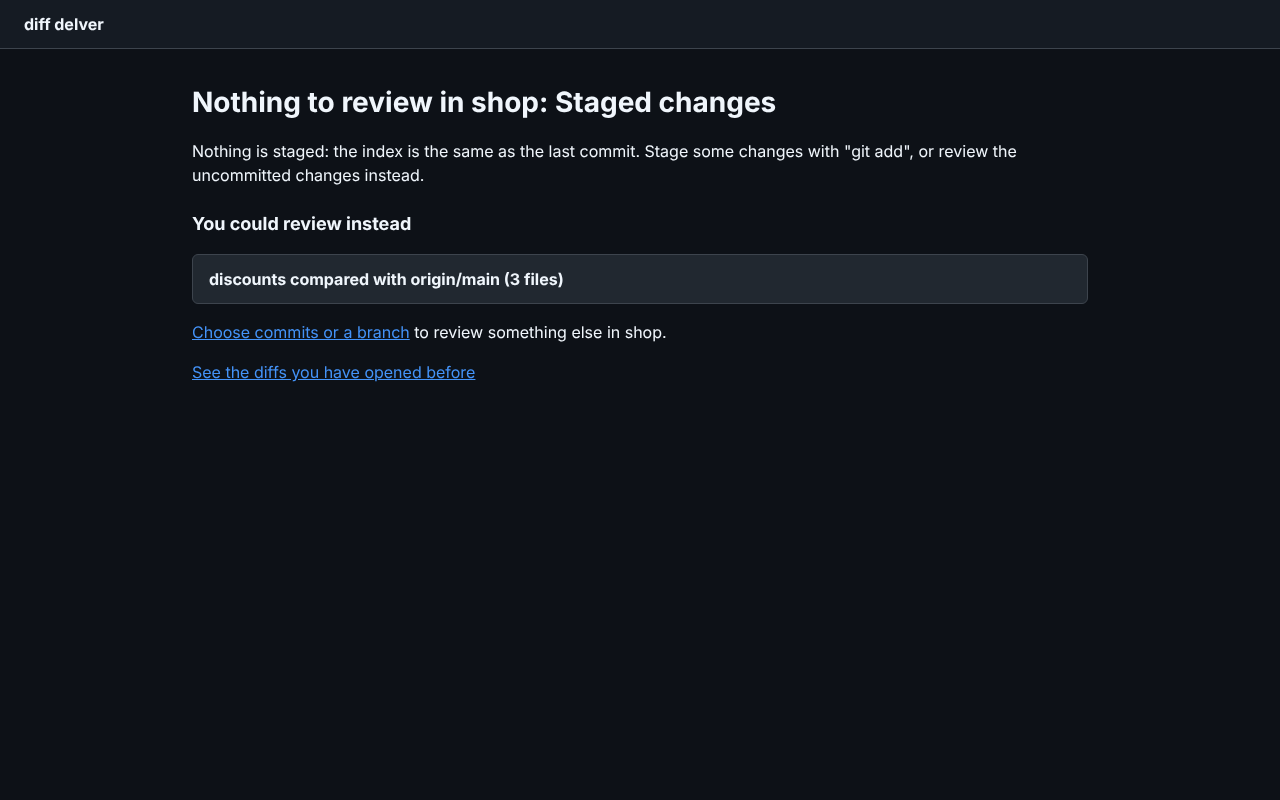 diff delver
Nothing to review in shop: Staged changes
Nothing is staged: the index is the same as the last commit. Stage some changes with "git add", or review the
uncommitted changes instead.
You could review instead
discounts compared with origin/main (3 files)
Choose commits or a branch to review something else in shop.
See the diffs you have opened before